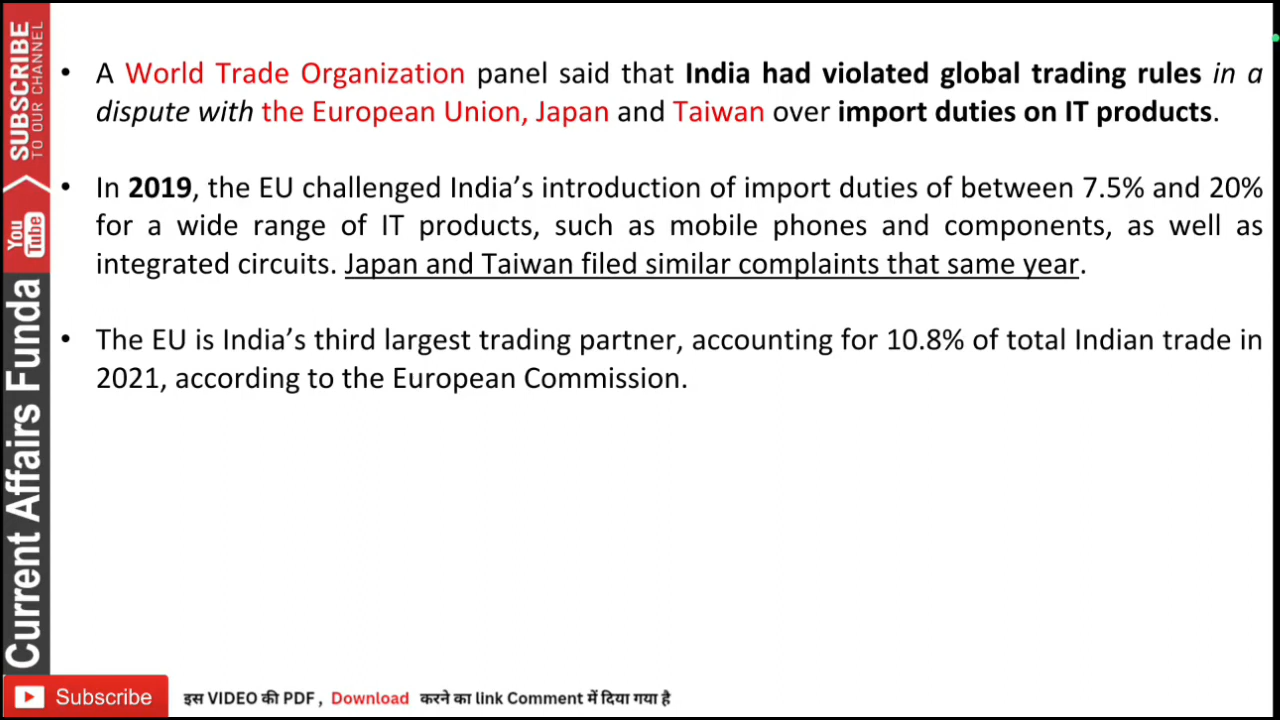 • A World Trade Organization panel said that India had violated global trading rules in a
dispute with the European Union, Japan and Taiwan over import duties on IT products.
• In 2019, the EU challenged India’s introduction of import duties of between 7.5% and 20%
for a wide range of IT products, such as mobile phones and components, as well as
integrated circuits. Japan and Taiwan filed similar complaints that same year.
• The EU is India’s third largest trading partner, accounting for 10.8% of total Indian trade in
2021, according to the European Commission.
SUBSCRIBE
TO OUR CHANNEL
You
Tube
Current Affairs Funda
Subscribe
इस VIDEO की PDF , Download करने का link Comment में दिया गया है